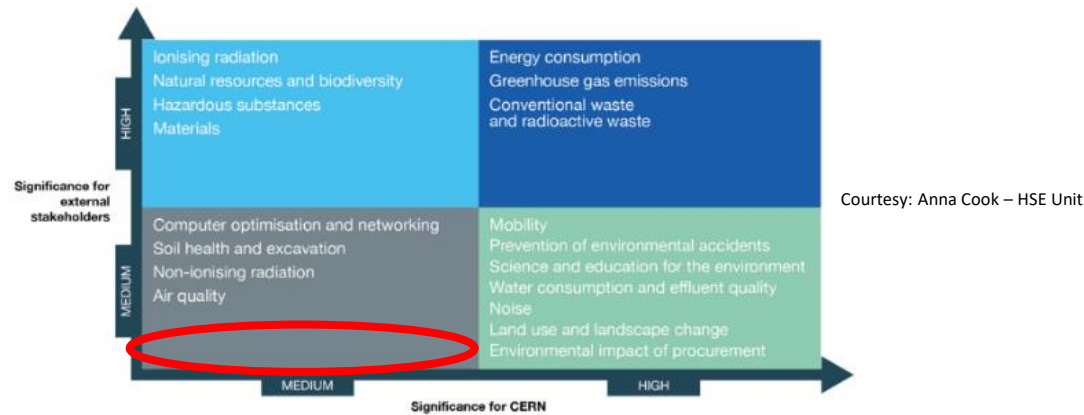 Ionising radiation
Natural resources and biodiversity
Hazardous substances
Materials
Energy consumption
Greenhouse gas emissions
Conventional waste
and radioactive waste
HIGH
Significance for
external
stakeholders
Courtesy: Anna Cook – HSE Unit
Computer optimisation and networking
Soil health and excavation
Non-ionising radiation
Air quality
Mobility
Prevention of environmental accidents
Science and education for the environment
Water consumption and effluent quality
Noise
Land use and landscape change
Environmental impact of procurement
MEDIUM
MEDIUM
HIGH
Significance for CERN